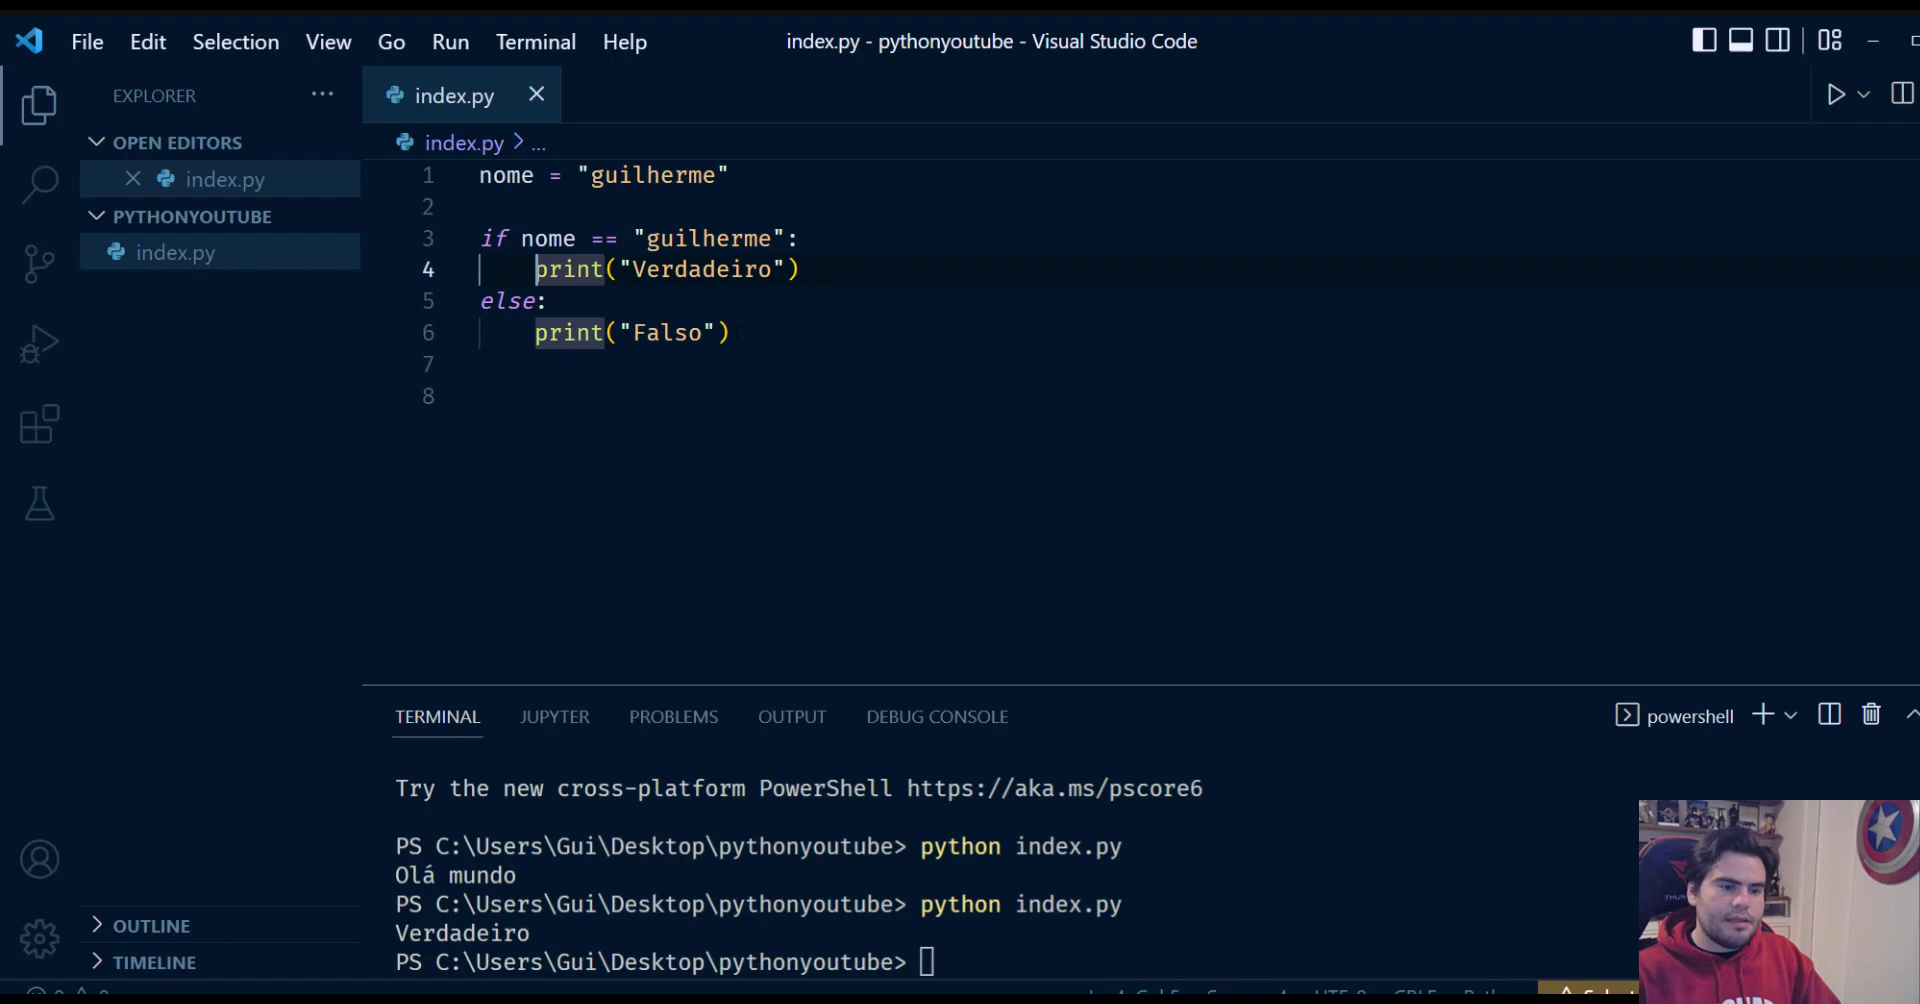 File Edit Selection View Go Run Terminal Help index.py - pythonyoutube - Visual Studio Code
EXPLORER ...
OPEN EDITORS
index.py
PYTHONYOUTUBE
index.py
OUTLINE
TIMELINE
index.py
index.py > ...
1 nome = "guilherme"
2
3 if nome == "guilherme":
4 print("Verdadeiro")
5 else:
6 print("Falso")
7
8
TERMINAL JUPYTER PROBLEMS OUTPUT DEBUG CONSOLE powershell
Try the new cross-platform PowerShell https://aka.ms/pscore6
PS C:\Users\Gui\Desktop\pythonyoutube> python index.py
Olá mundo
PS C:\Users\Gui\Desktop\pythonyoutube> python index.py
Verdadeiro
PS C:\Users\Gui\Desktop\pythonyoutube>